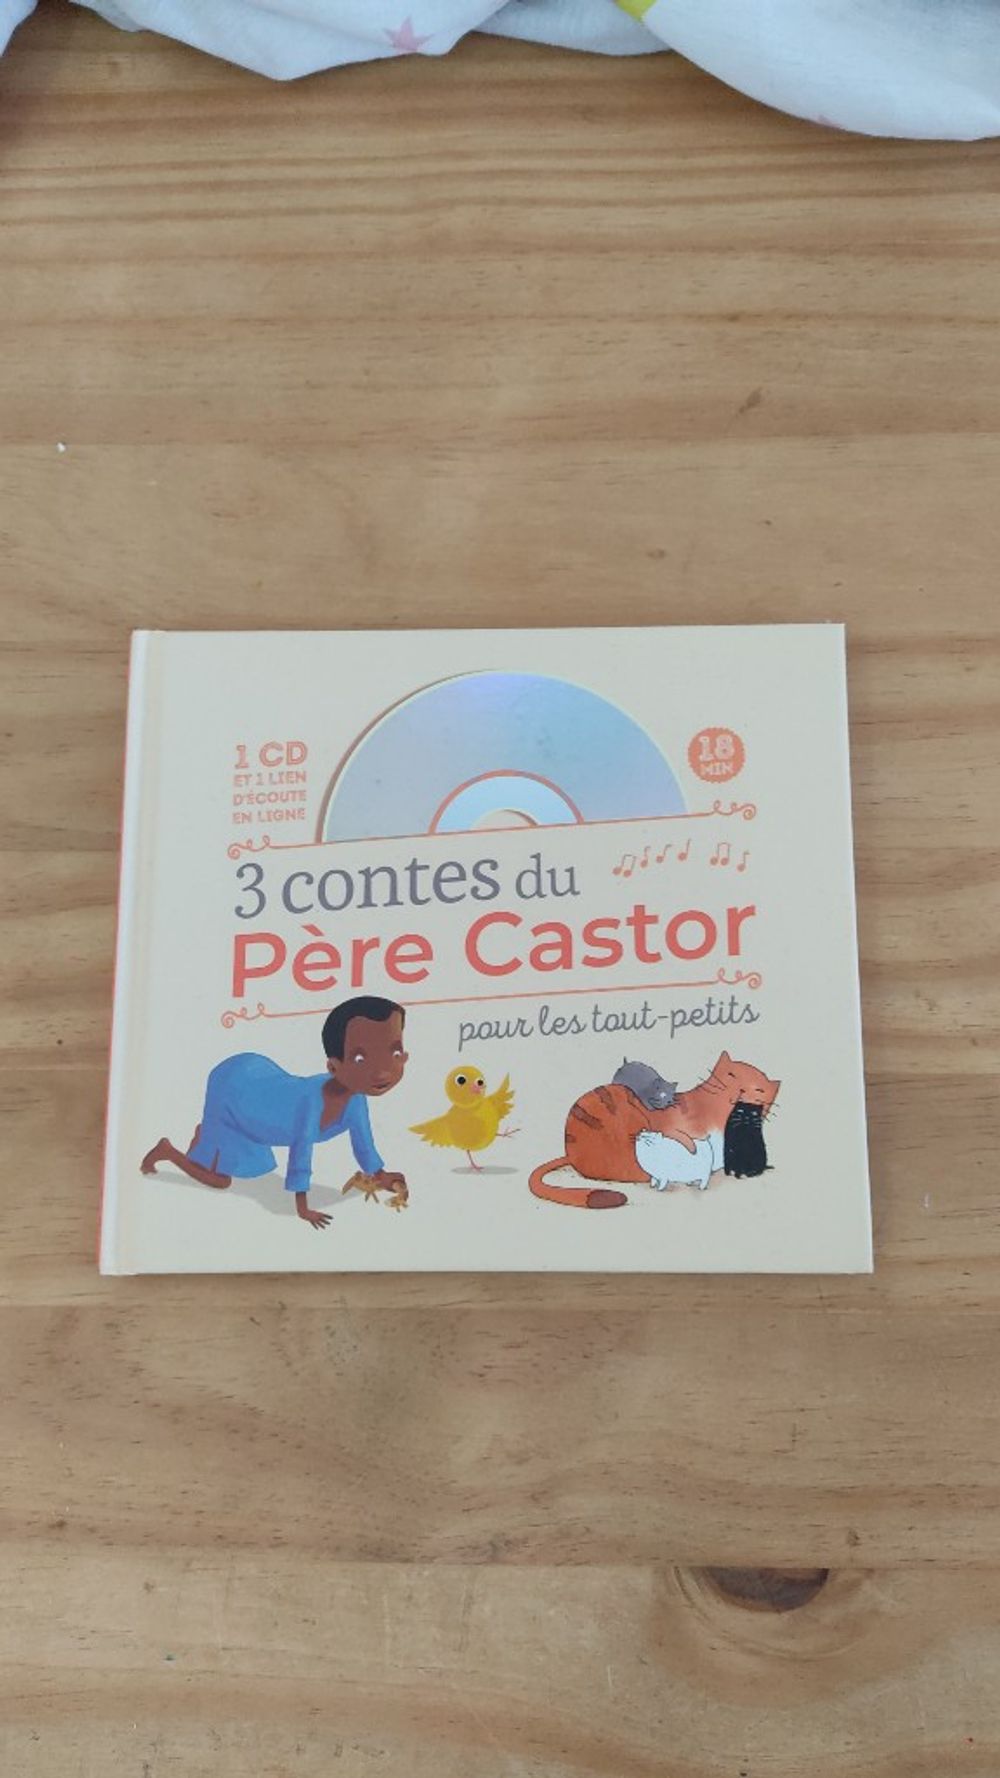 1 CD
ET 1 LIEN
D'ÉCOUTE
EN LIGNE
18
MIN
3 contes du
Père Castor
pour les tout-petits